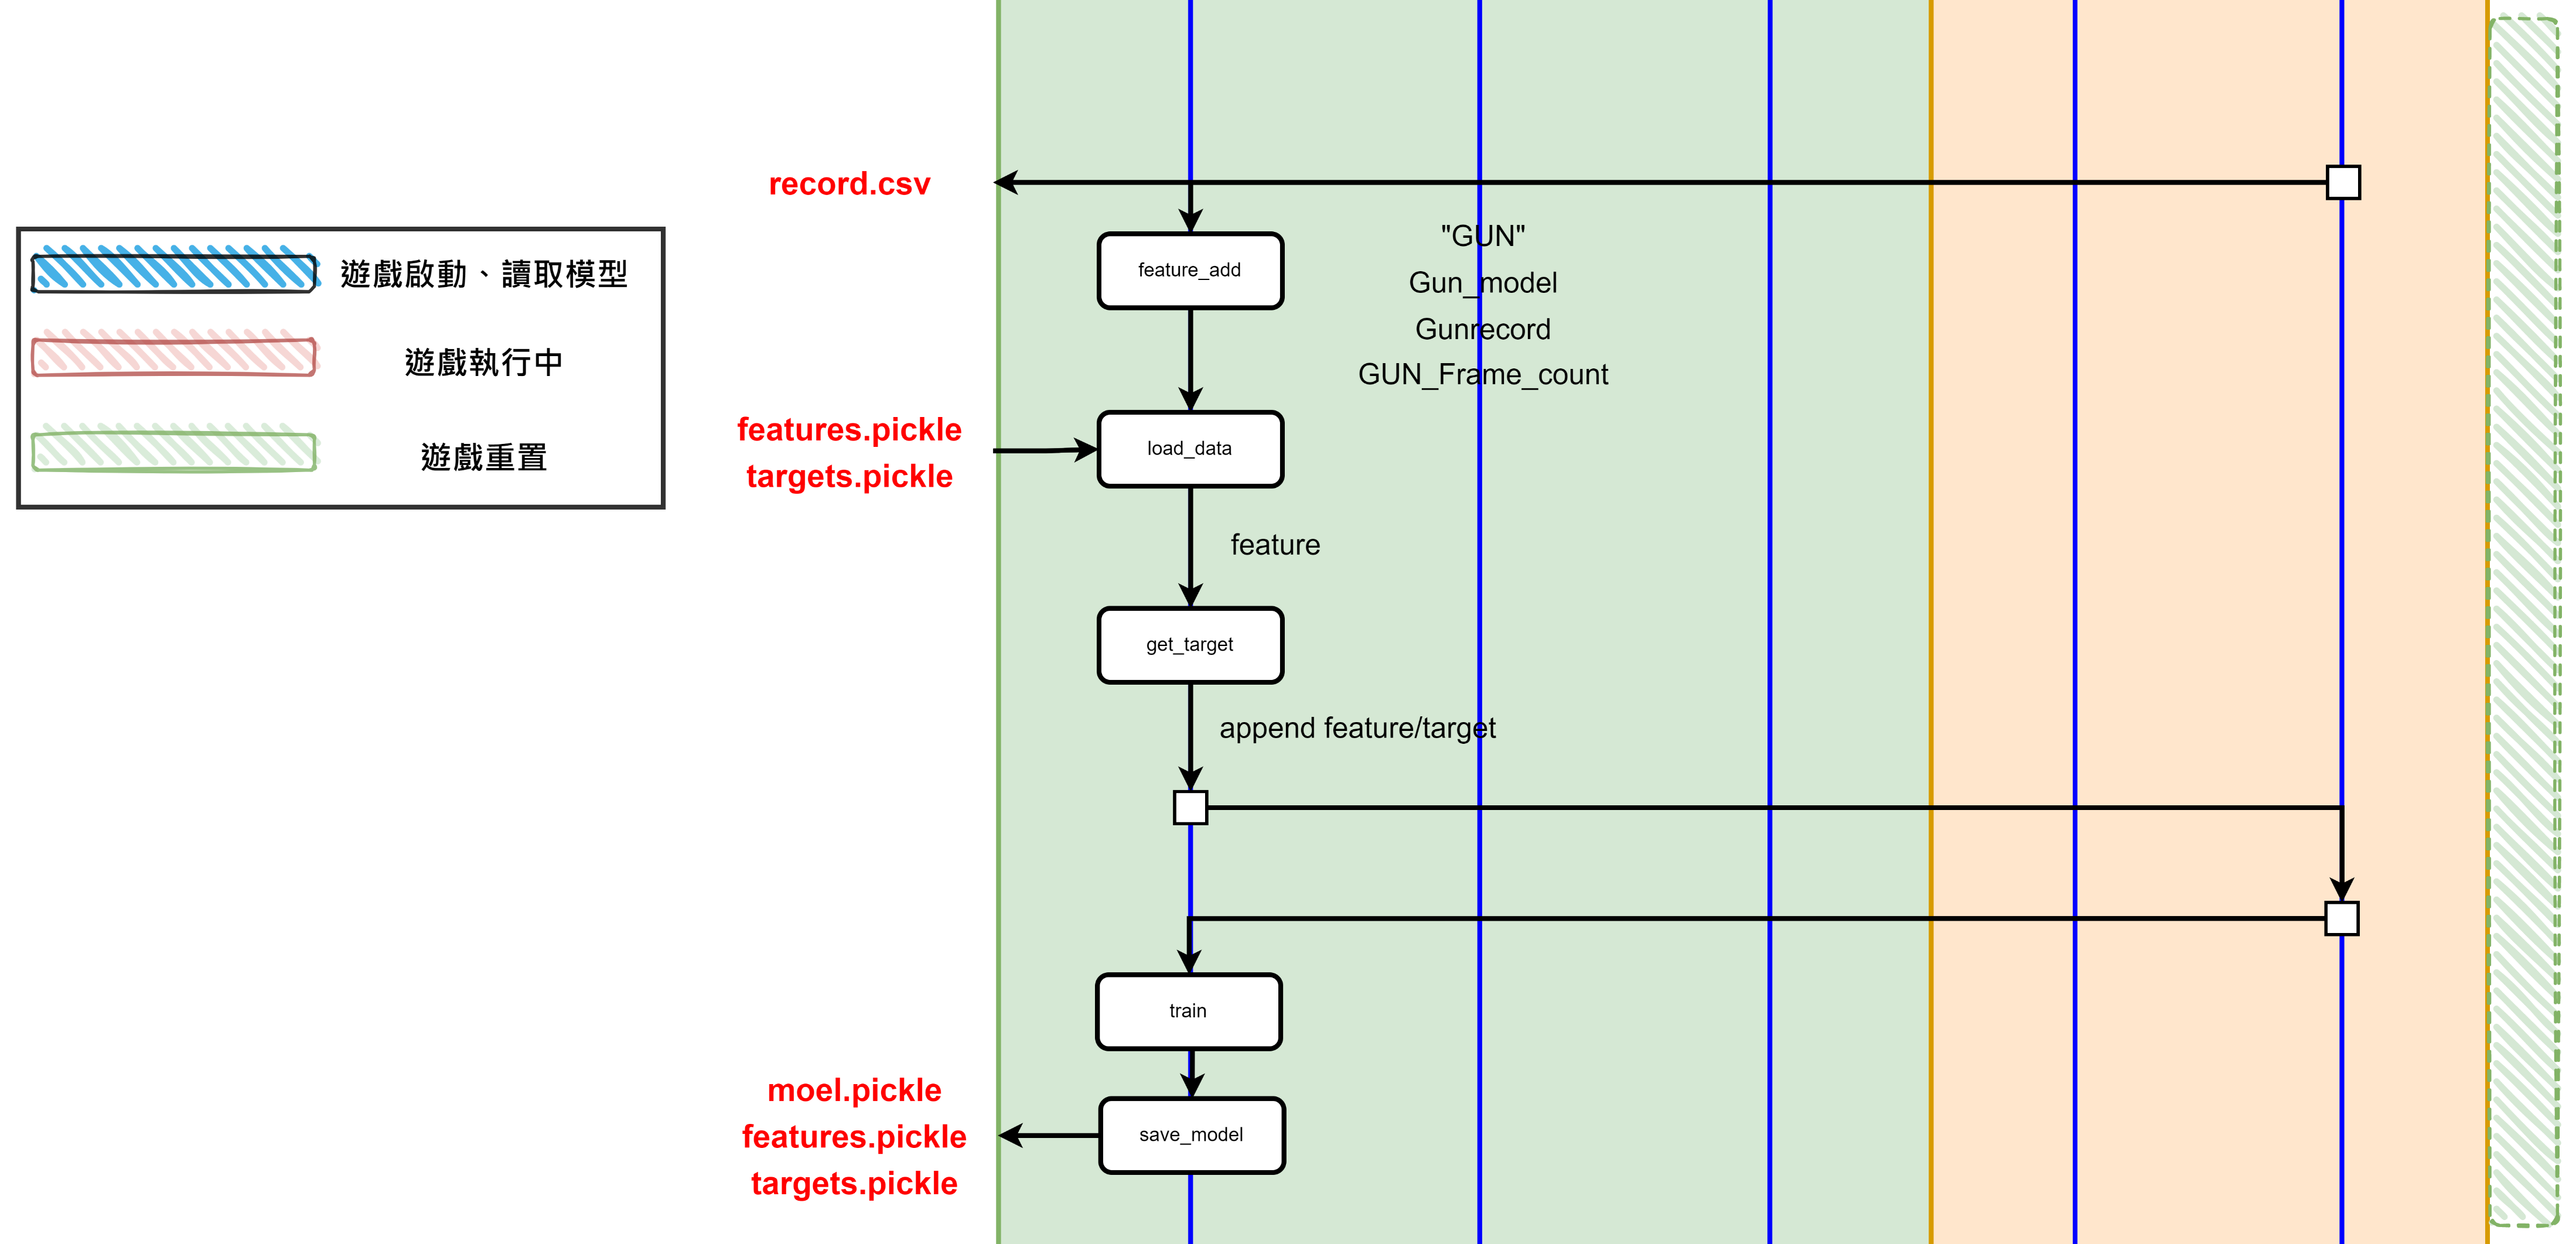 record.csv
遊戲啟動、讀取模型
遊戲執行中
遊戲重置
feature_add
"GUN"
Gun_model
Gunrecord
GUN_Frame_count
features.pickle
targets.pickle
load_data
feature
get_target
append feature/target
train
moel.pickle
features.pickle
targets.pickle
save_model